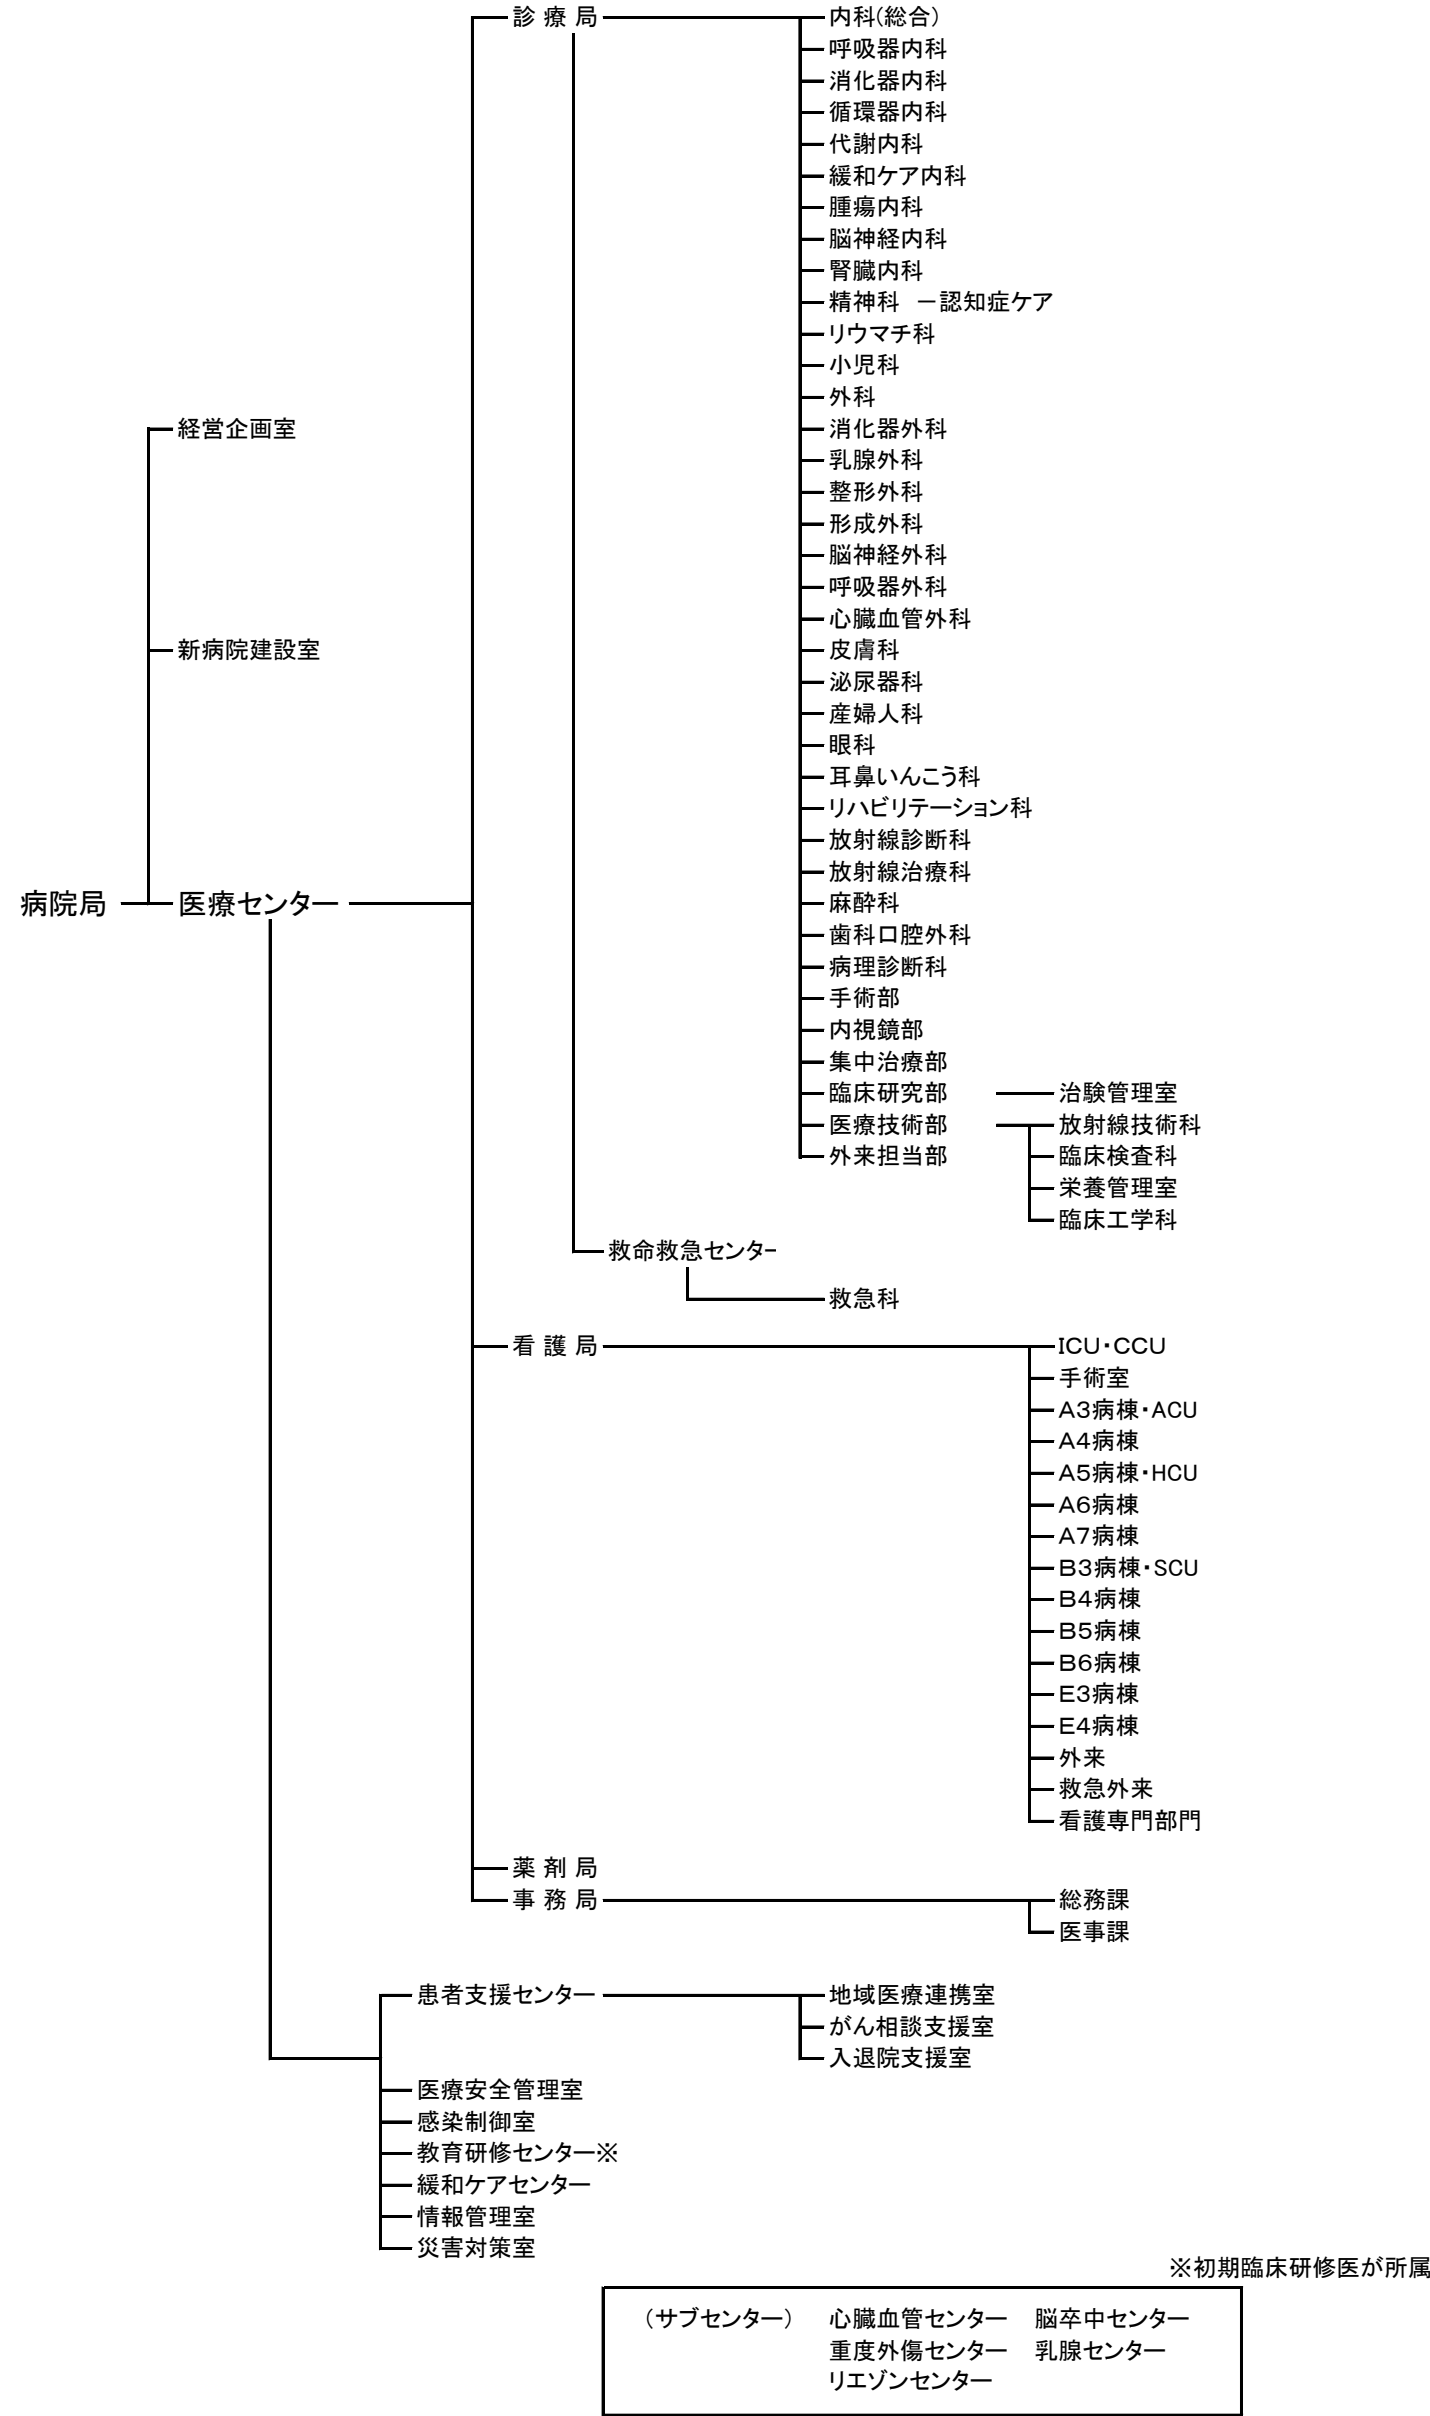 診 療 局
内科(総合)
呼吸器内科
消化器内科
循環器内科
代謝内科
緩和ケア内科
腫瘍内科
脳神経内科
腎臓内科
精神科　－認知症ケア
リウマチ科
小児科
外科
経営企画室
消化器外科
乳腺外科
整形外科
形成外科
脳神経外科
呼吸器外科
心臓血管外科
新病院建設室
皮膚科
泌尿器科
産婦人科
眼科
耳鼻いんこう科
リハビリテーション科
放射線診断科
放射線治療科
病院局
医療センター
麻酔科
歯科口腔外科
病理診断科
手術部
内視鏡部
集中治療部
臨床研究部
治験管理室
医療技術部
放射線技術科
外来担当部
臨床検査科
栄養管理室
臨床工学科
救命救急センター
救急科
看 護 局
ICU・CCU
手術室
A3病棟・ACU
A4病棟
A5病棟・HCU
A6病棟
A7病棟
B3病棟・SCU
B4病棟
B5病棟
B6病棟
E3病棟
E4病棟
外来
救急外来
看護専門部門
薬 剤 局
事 務 局
総務課
医事課
患者支援センター
地域医療連携室
がん相談支援室
入退院支援室
医療安全管理室
感染制御室
教育研修センター※
緩和ケアセンター
情報管理室
災害対策室
※初期臨床研修医が所属
（サブセンター）　心臓血管センター　脳卒中センター
重度外傷センター　乳腺センター
リエゾンセンター